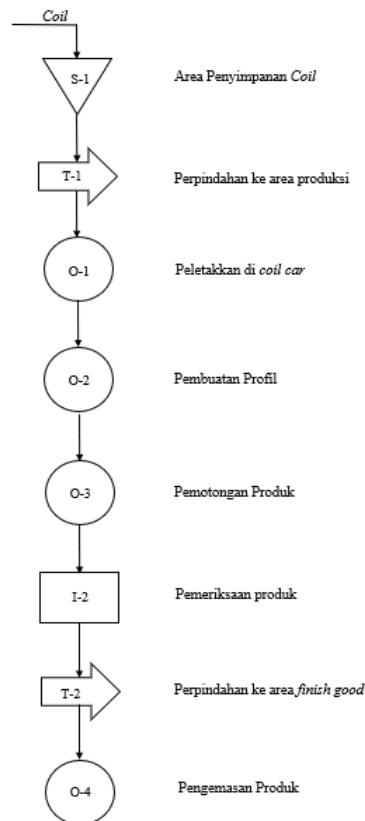 Coil
S-1 Area Penyimpanan Coil
T-1 Perpindahan ke area produksi
O-1 Peletakkan di coil car
O-2 Pembuatan Profil
O-3 Pemotongan Produk
I-2 Pemeriksaan produk
T-2 Perpindahan ke area finish good
O-4 Pengemasan Produk